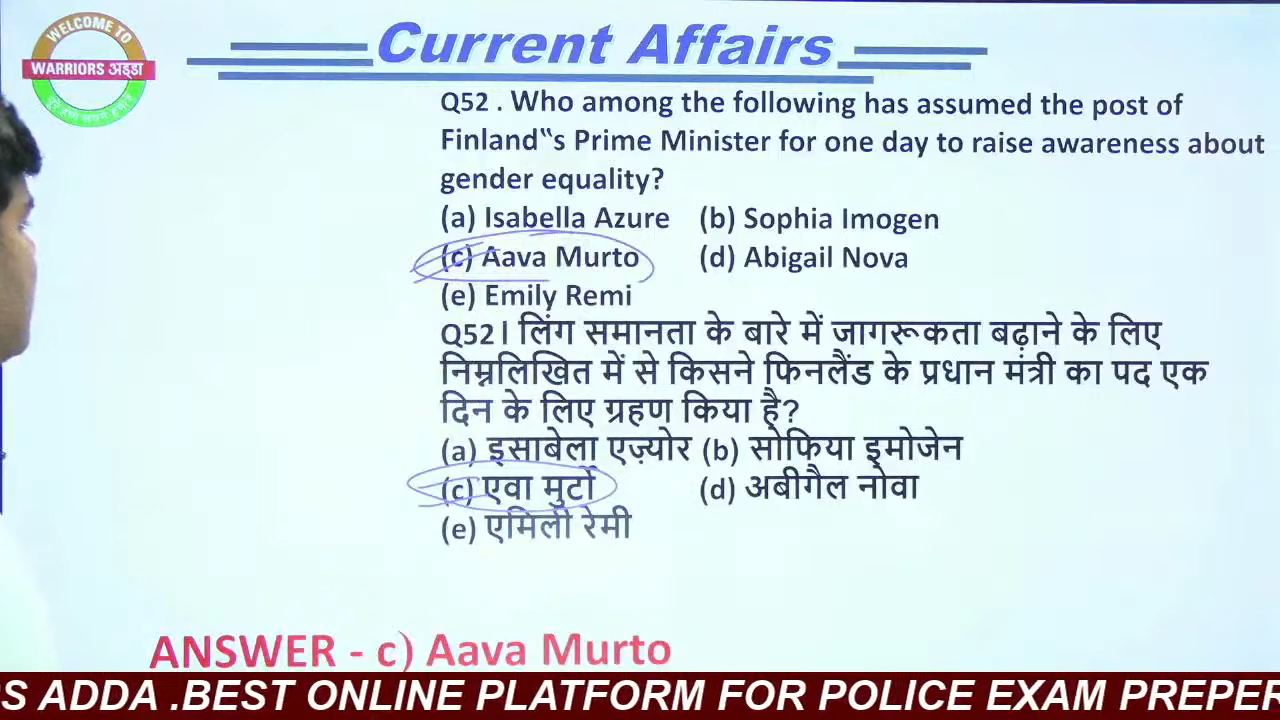 WELCOME TO
WARRIORS अड्डा
Current Affairs
Q52 . Who among the following has assumed the post of
Finland‟s Prime Minister for one day to raise awareness about
gender equality?
(a) Isabella Azure (b) Sophia Imogen
(c) Aava Murto (d) Abigail Nova
(e) Emily Remi
Q52। लिंग समानता के बारे में जागरूकता बढ़ाने के लिए
निम्नलिखित में से किसने फिनलैंड के प्रधान मंत्री का पद एक
दिन के लिए ग्रहण किया है?
(a) इसाबेला एज़्योर (b) सोफिया इमोजेन
(c) एवा मुर्टो (d) अबीगैल नोवा
(e) एमिली रेमी
ANSWER - c) Aava Murto
S ADDA .BEST ONLINE PLATFORM FOR POLICE EXAM PREPER